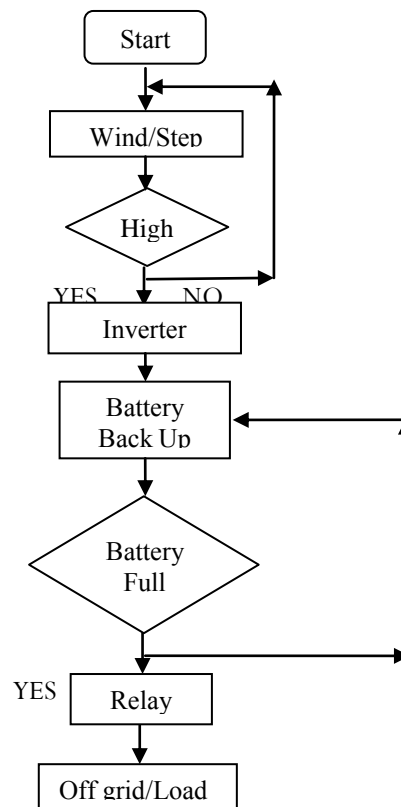 Start
Wind/Step
High
YES NO
Inverter
Battery
Back Up
Battery
Full
YES
Relay
Off grid/Load